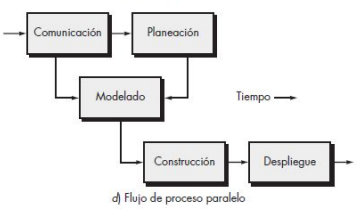 Comunicación
Planeación
Modelado
Tiempo
Construcción
Despliegue
d) Flujo de proceso paralelo